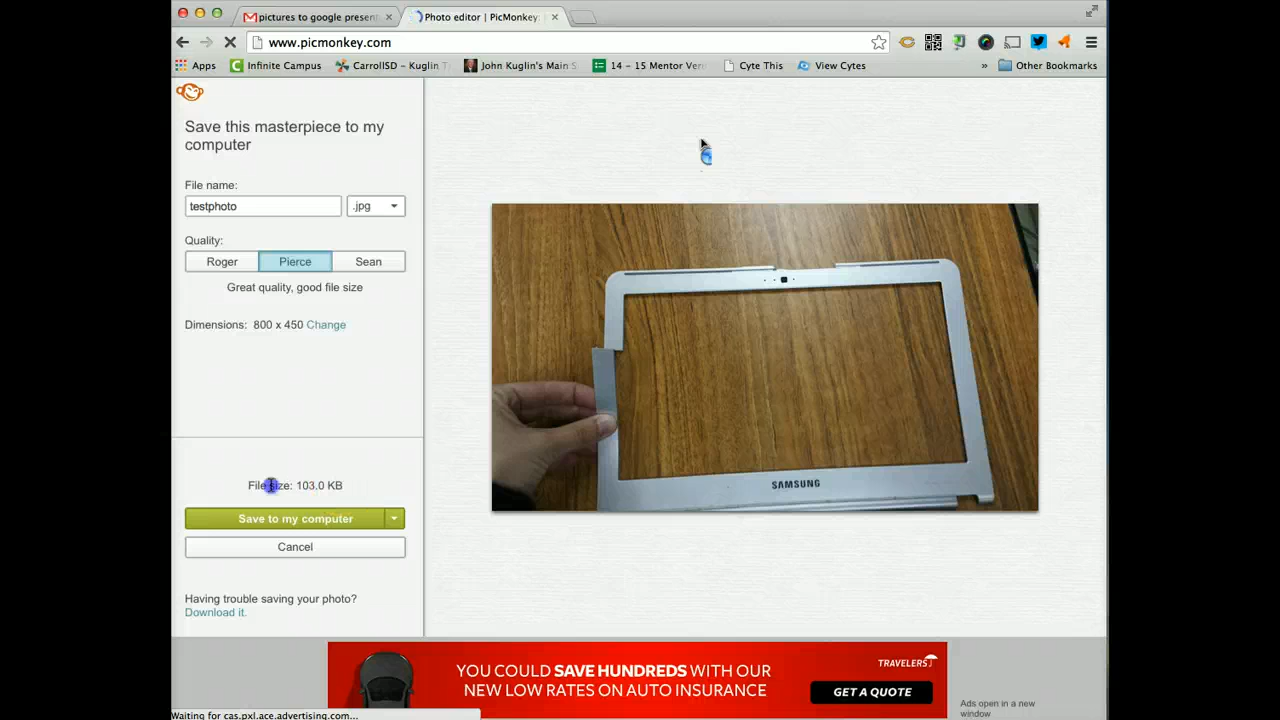 pictures to google present
Photo editor | PicMonkey:
www.picmonkey.com
Apps
Infinite Campus
CarrollSD – Kuglin T
John Kuglin's Main S
14 – 15 Mentor Ver
Cyte This
View Cytes
»
Other Bookmarks
Save this masterpiece to my
computer
File name:
testphoto
.jpg
Quality:
Roger
Pierce
Sean
Great quality, good file size
Dimensions: 800 x 450 Change
SAMSUNG
File size: 103.0 KB
Save to my computer
Cancel
Having trouble saving your photo?
Download it.
YOU COULD SAVE HUNDREDS WITH OUR
NEW LOW RATES ON AUTO INSURANCE
TRAVELERS
GET A QUOTE
Ads open in a new
window
Waiting for cas.pxl.ace.advertising.com...